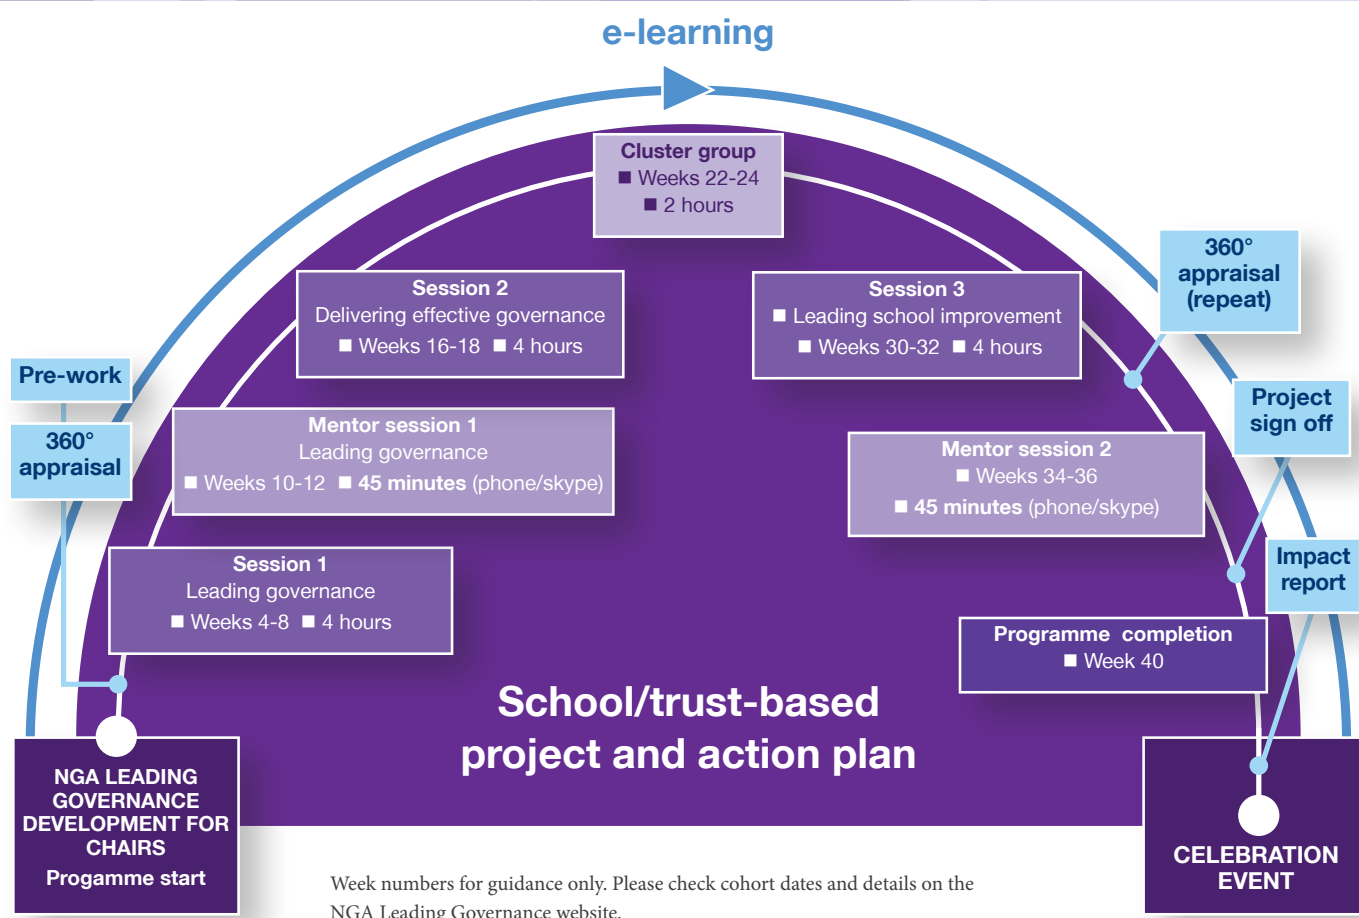 e-learning
Cluster group
■ Weeks 22-24
■ 2 hours
Session 2
Delivering effective governance
■ Weeks 16-18 ■ 4 hours
Session 3
■ Leading school improvement
■ Weeks 30-32 ■ 4 hours
360°
appraisal
(repeat)
Pre-work
360°
appraisal
Mentor session 1
Leading governance
■ Weeks 10-12 ■ 45 minutes (phone/skype)
Mentor session 2
■ Weeks 34-36
■ 45 minutes (phone/skype)
Project
sign off
Session 1
Leading governance
■ Weeks 4-8 ■ 4 hours
Impact
report
Programme completion
■ Week 40
School/trust-based
project and action plan
NGA LEADING
GOVERNANCE
DEVELOPMENT FOR
CHAIRS
Progamme start
CELEBRATION
EVENT
Week numbers for guidance only. Please check cohort dates and details on the
NGA Leading Governance website.